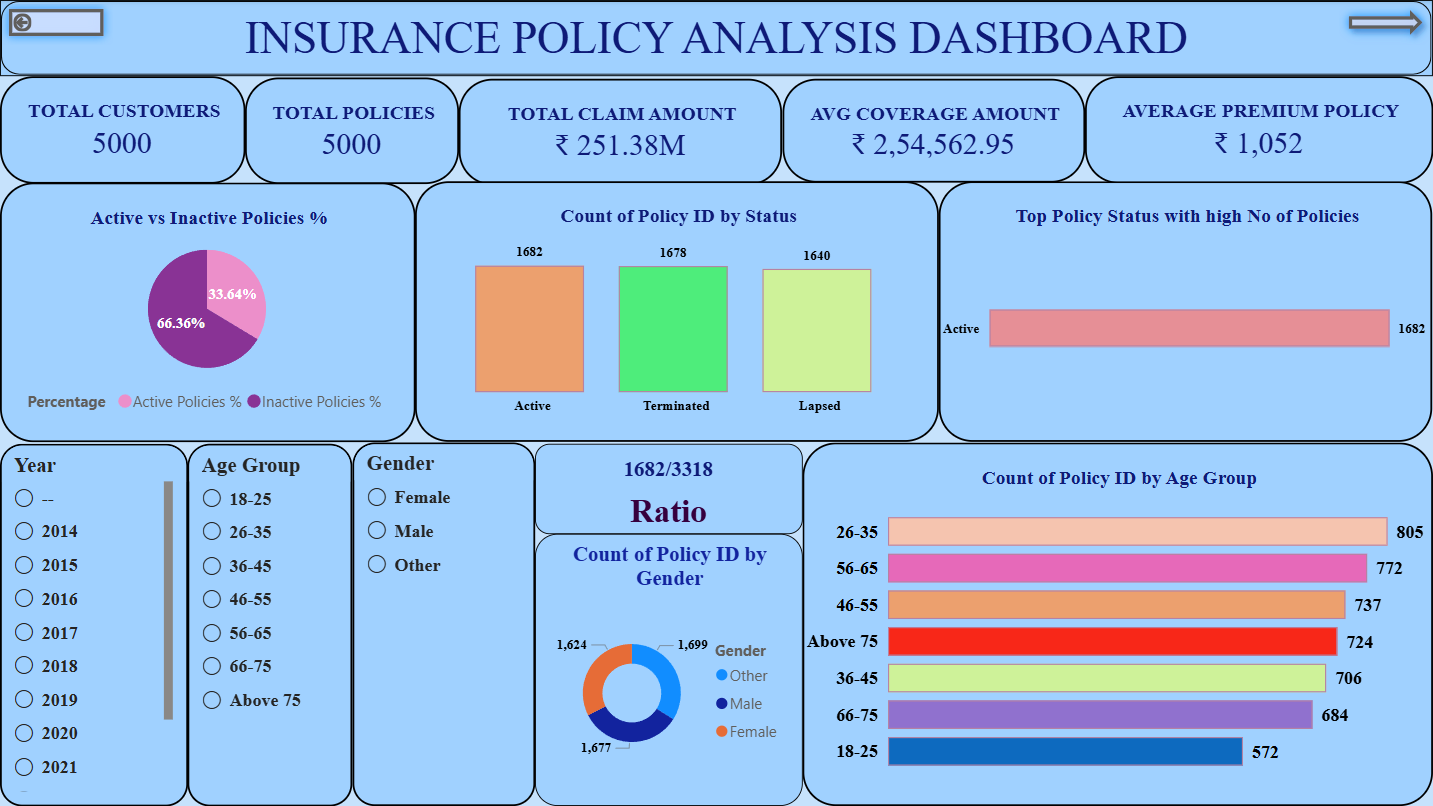 INSURANCE POLICY ANALYSIS DASHBOARD
TOTAL CUSTOMERS
5000
TOTAL POLICIES
5000
TOTAL CLAIM AMOUNT
₹ 251.38M
AVG COVERAGE AMOUNT
₹ 2,54,562.95
AVERAGE PREMIUM POLICY
₹ 1,052
Active vs Inactive Policies %
33.64%
66.36%
Percentage Active Policies % Inactive Policies %
Count of Policy ID by Status
1682 1678 1640
Active Terminated Lapsed
Top Policy Status with high No of Policies
Active 1682
Year
--
2014
2015
2016
2017
2018
2019
2020
2021
Age Group
18-25
26-35
36-45
46-55
56-65
66-75
Above 75
Gender
Female
Male
Other
1682/3318
Ratio
Count of Policy ID by
Gender
1,624 1,699
1,677
Gender
Other
Male
Female
Count of Policy ID by Age Group
26-35 805
56-65 772
46-55 737
Above 75 724
36-45 706
66-75 684
18-25 572